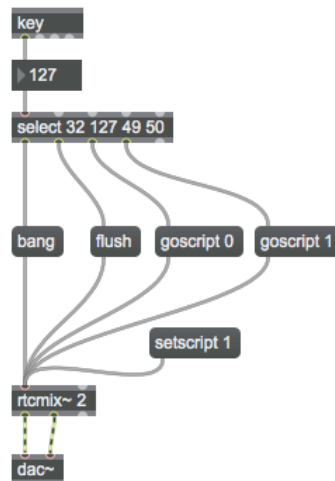 key
127
select 32 127 49 50
bang
flush
goscript 0
goscript 1
setscript 1
rtcmix~ 2
dac~